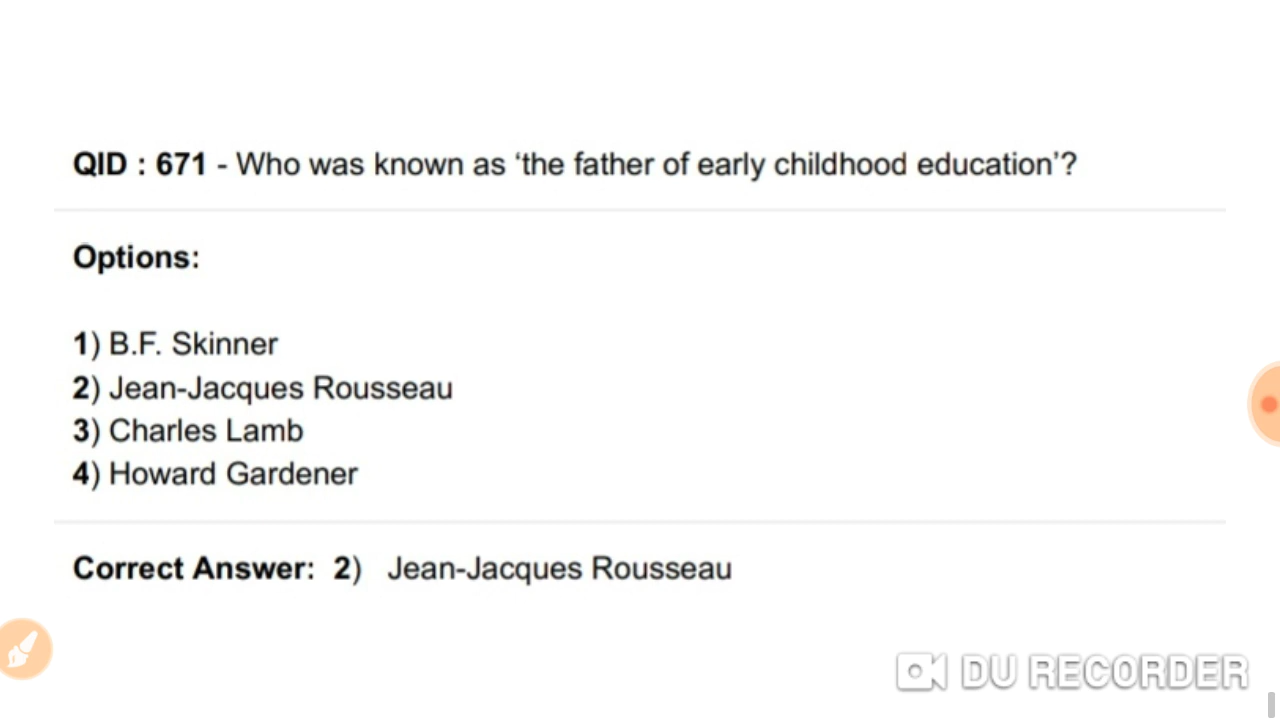 QID : 671 - Who was known as ‘the father of early childhood education’?
Options:
1) B.F. Skinner
2) Jean-Jacques Rousseau
3) Charles Lamb
4) Howard Gardener
Correct Answer: 2) Jean-Jacques Rousseau
DU RECORDER